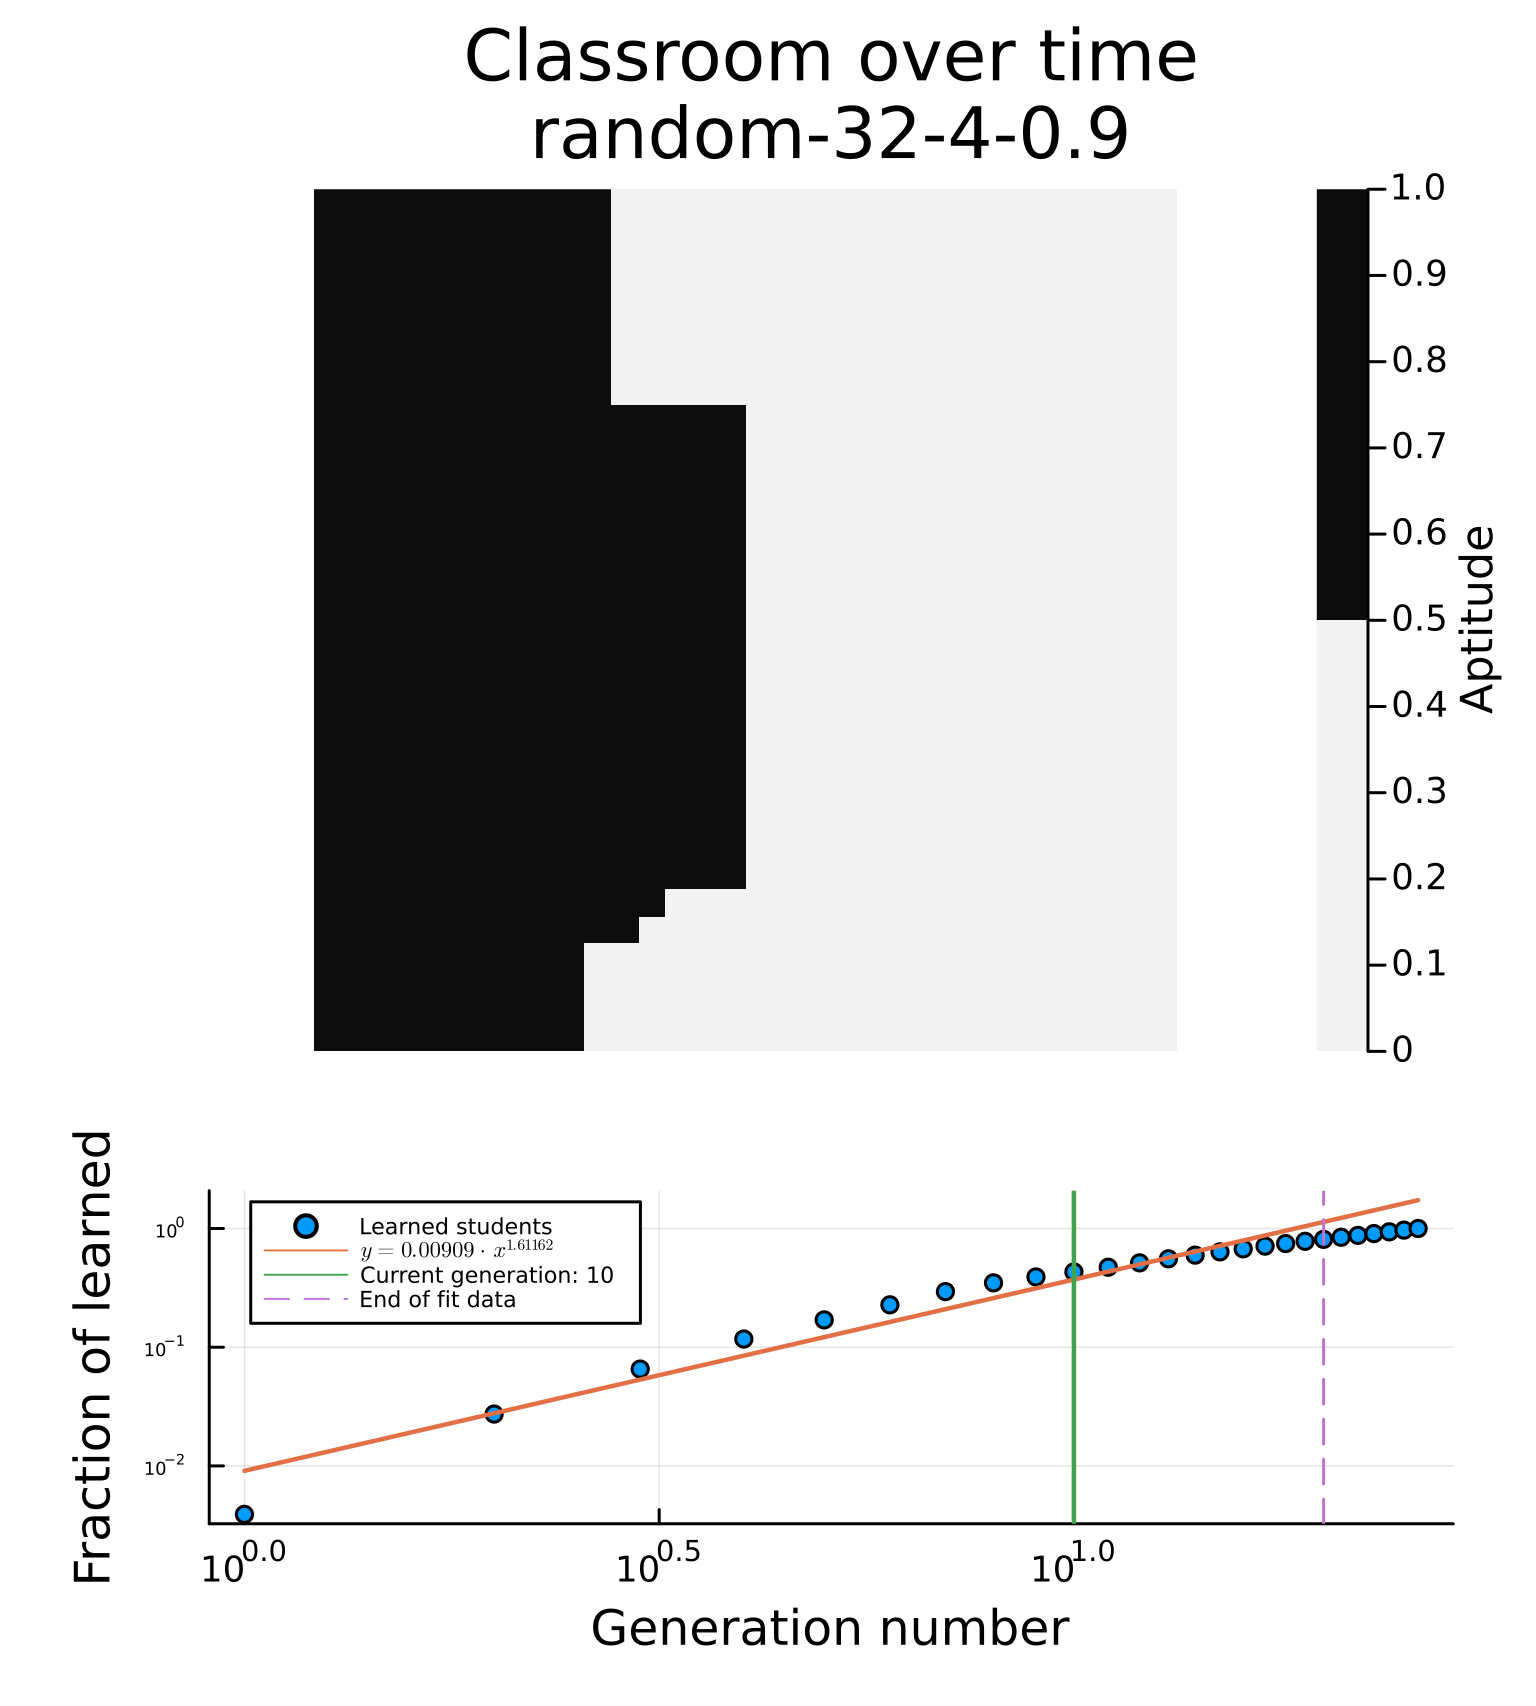 Classroom over time
random-32-4-0.9
1.0
0.9
0.8
0.7
0.6
0.5
0.4
0.3
0.2
0.1
0
Aptitude
Fraction of learned
10⁰
10⁻¹
10⁻²
Learned students
y = 0.00909 · x^1.61162
Current generation: 10
End of fit data
10^0.0
10^0.5
10^1.0
Generation number